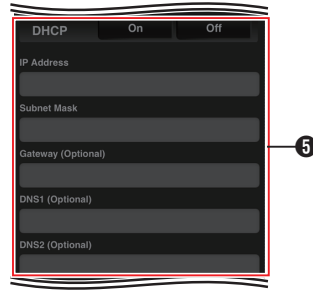 DHCP On Off
IP Address
Subnet Mask
Gateway (Optional)
DNS1 (Optional)
DNS2 (Optional)
5